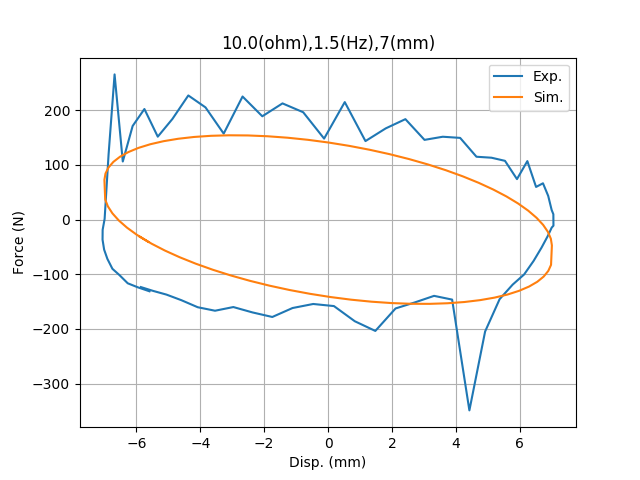 10.0(ohm),1.5(Hz),7(mm)
Exp.
Sim.
200
100
0
−100
−200
−300
Force (N)
−6 −4 −2 0 2 4 6
Disp. (mm)